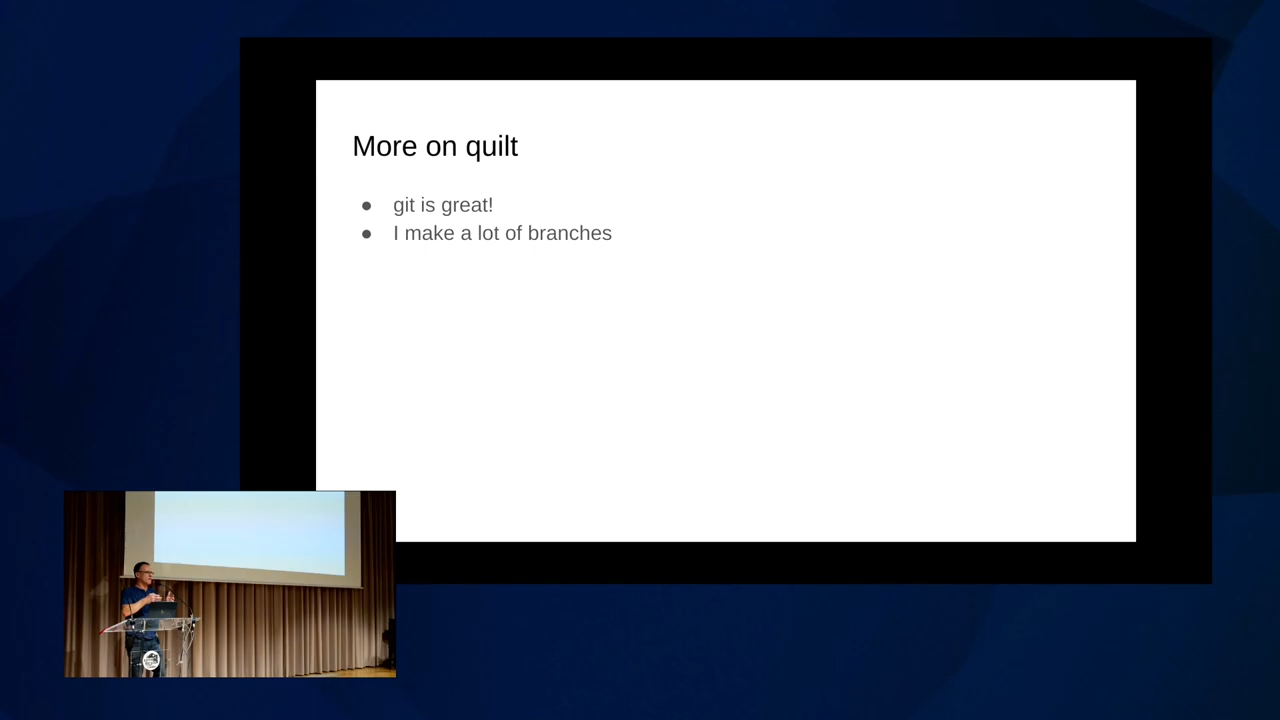 More on quilt
● git is great!
● I make a lot of branches